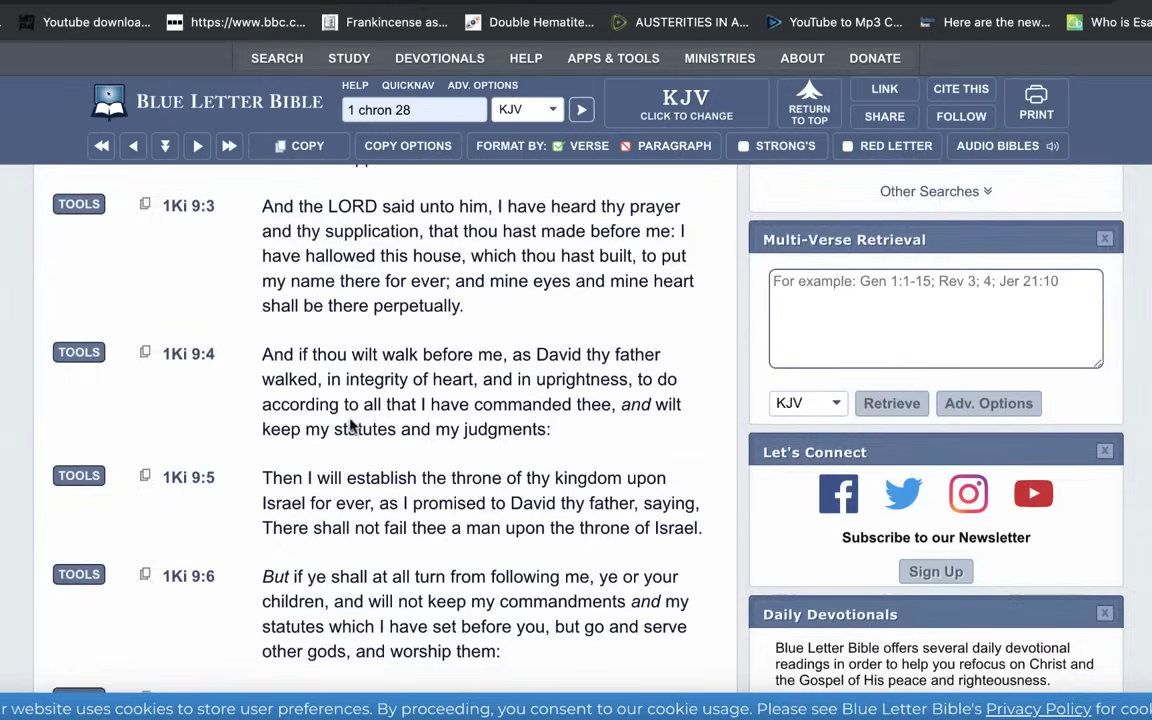 Youtube downloa...
https://www.bbc.c...
Frankincense as...
Double Hematite...
AUSTERITIES IN A...
YouTube to Mp3 C...
Here are the new...
Who is Esa
SEARCH STUDY DEVOTIONALS HELP APPS & TOOLS MINISTRIES ABOUT DONATE
BLUE LETTER BIBLE
HELP QUICKNAV ADV. OPTIONS
1 chron 28
KJV
KJV
CLICK TO CHANGE
RETURN
TO TOP
LINK
CITE THIS
SHARE
FOLLOW
PRINT
COPY
COPY OPTIONS
FORMAT BY: VERSE PARAGRAPH
STRONG'S
RED LETTER
AUDIO BIBLES
TOOLS
1Ki 9:3
And the LORD said unto him, I have heard thy prayer
and thy supplication, that thou hast made before me: I
have hallowed this house, which thou hast built, to put
my name there for ever; and mine eyes and mine heart
shall be there perpetually.
TOOLS
1Ki 9:4
And if thou wilt walk before me, as David thy father
walked, in integrity of heart, and in uprightness, to do
according to all that I have commanded thee, and wilt
keep my statutes and my judgments:
TOOLS
1Ki 9:5
Then I will establish the throne of thy kingdom upon
Israel for ever, as I promised to David thy father, saying,
There shall not fail thee a man upon the throne of Israel.
TOOLS
1Ki 9:6
But if ye shall at all turn from following me, ye or your
children, and will not keep my commandments and my
statutes which I have set before you, but go and serve
other gods, and worship them:
Other Searches
Multi-Verse Retrieval
For example: Gen 1:1-15; Rev 3; 4; Jer 21:10
KJV
Retrieve
Adv. Options
Let's Connect
Subscribe to our Newsletter
Sign Up
Daily Devotionals
Blue Letter Bible offers several daily devotional
readings in order to help you refocus on Christ and
the Gospel of His peace and righteousness.
r website uses cookies to store user preferences. By proceeding, you consent to our cookie usage. Please see Blue Letter Bible's Privacy Policy for cook